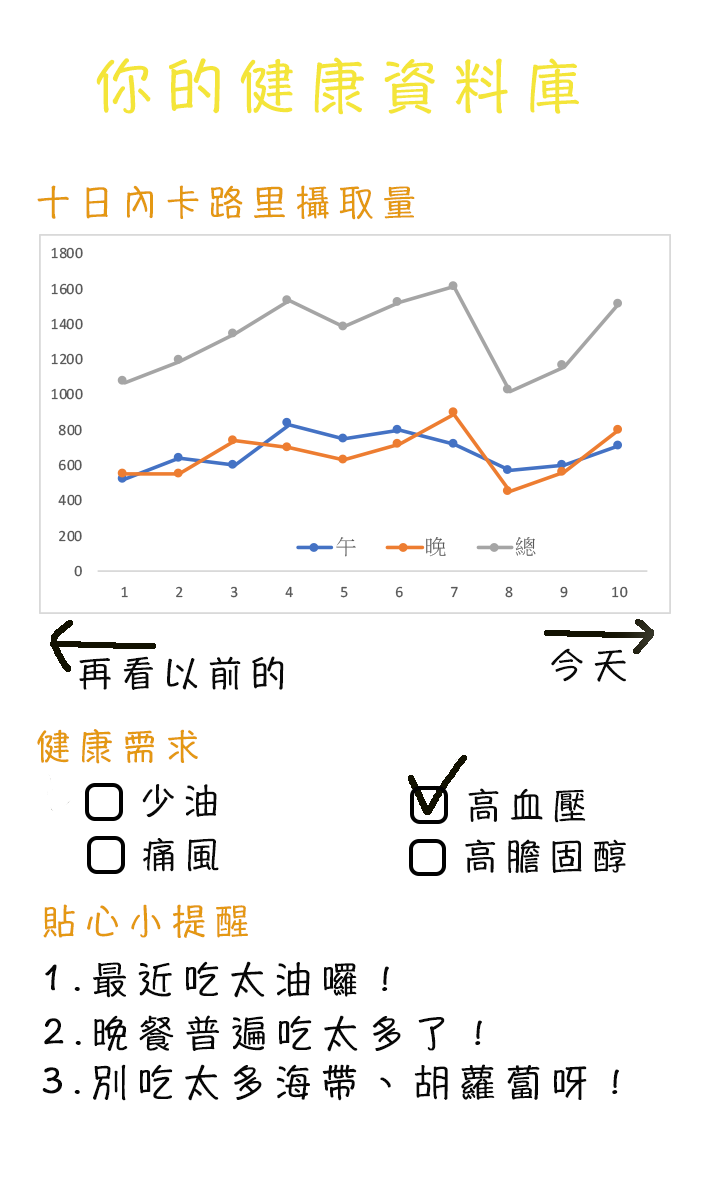 你的健康資料庫
十日內卡路里攝取量
1800
1600
1400
1200
1000
800
600
400
200
0
午 晚 總
1 2 3 4 5 6 7 8 9 10
再看以前的 今天
健康需求
少油 高血壓
痛風 高膽固醇
貼心小提醒
1.最近吃太油囉！
2.晚餐普遍吃太多了！
3.別吃太多海帶、胡蘿蔔呀！